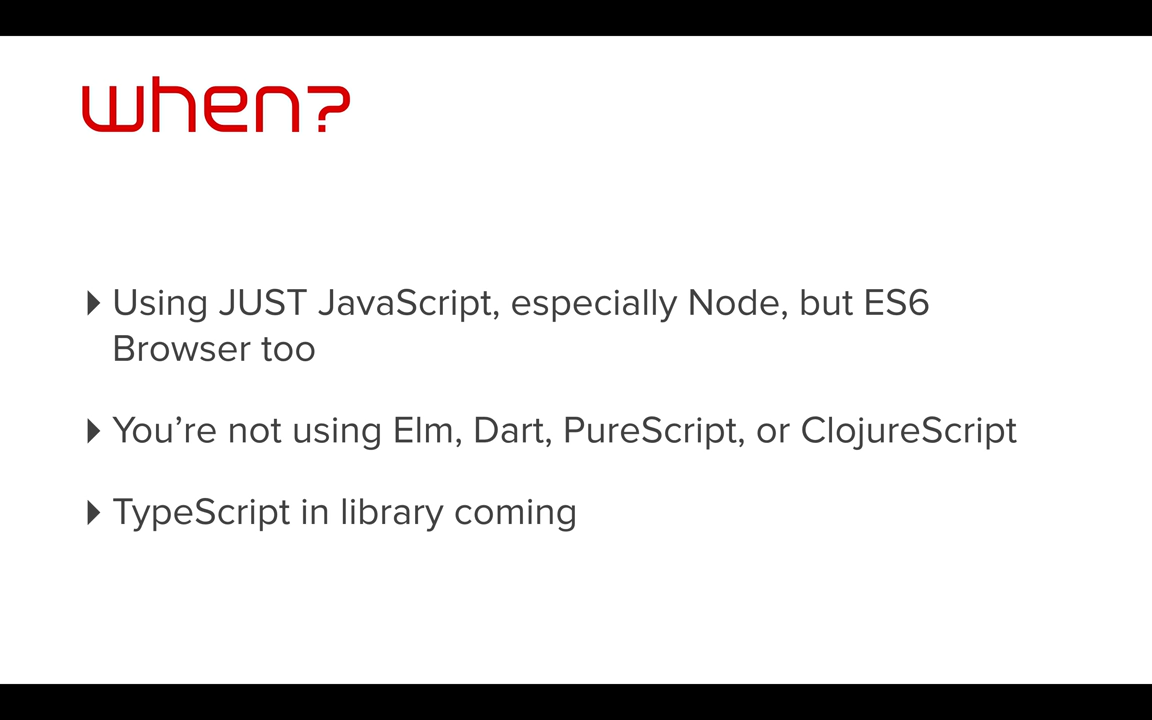 when?
Using JUST JavaScript, especially Node, but ES6
Browser too
You’re not using Elm, Dart, PureScript, or ClojureScript
TypeScript in library coming